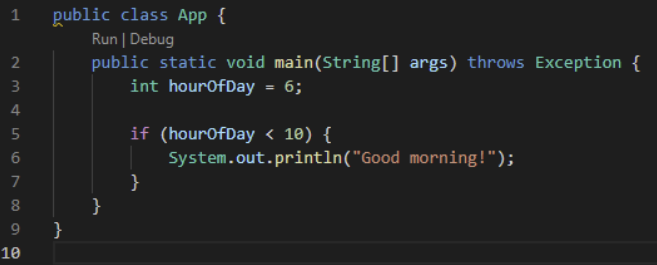 1 public class App {
Run | Debug
2 public static void main(String[] args) throws Exception {
3 int hourOfDay = 6;
4
5 if (hourOfDay < 10) {
6 System.out.println("Good morning!");
7 }
8 }
9 }
10